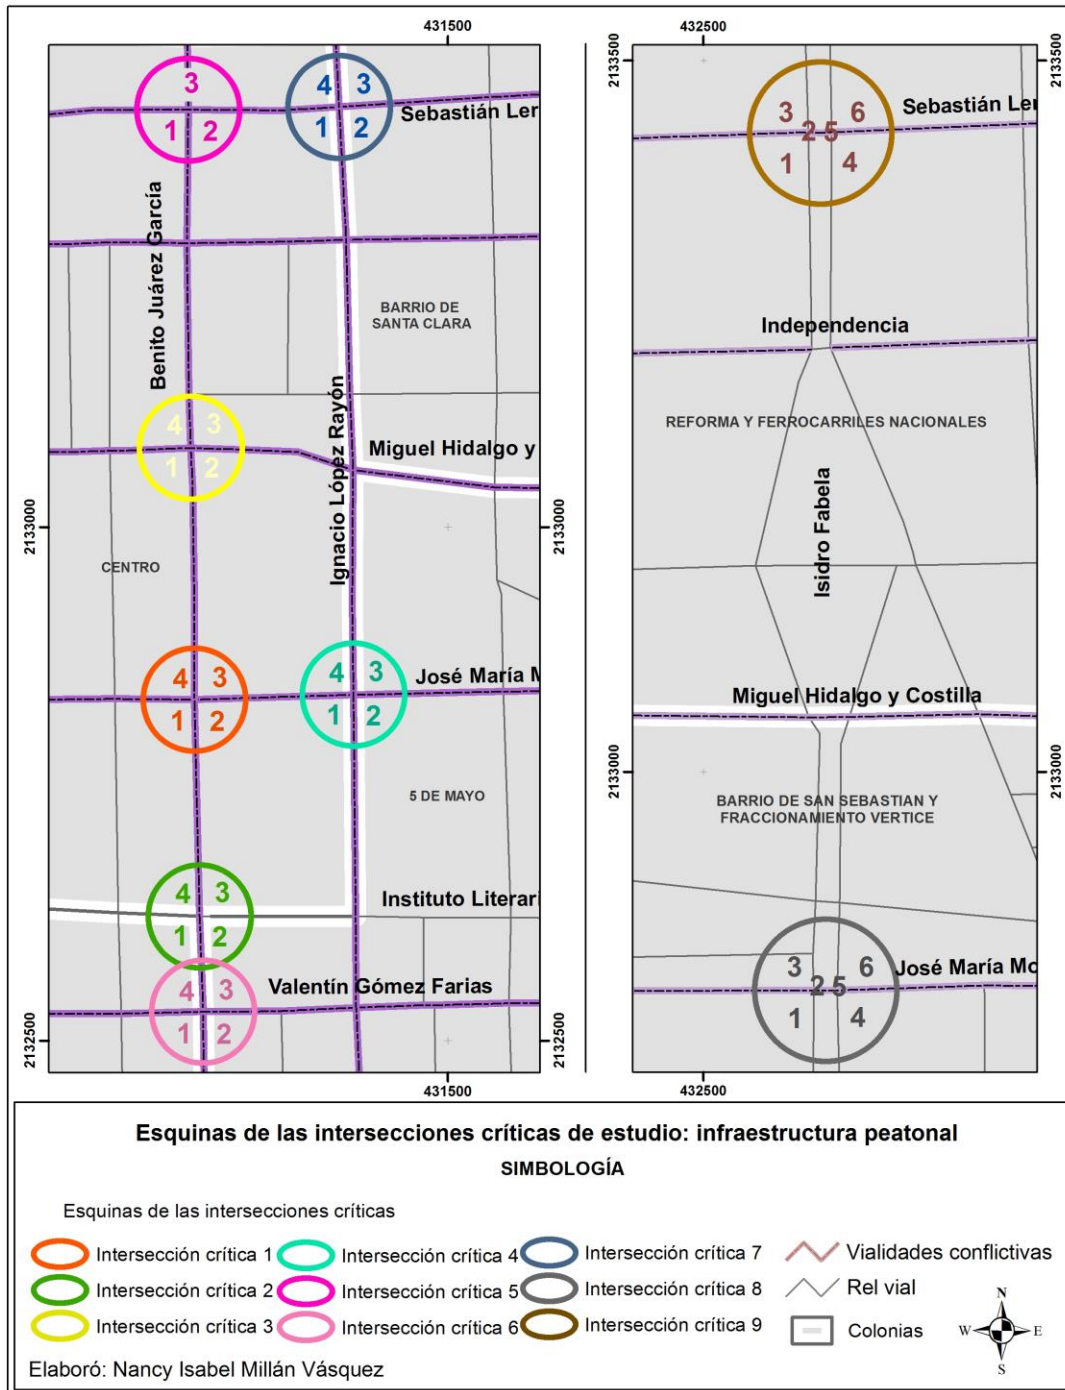 431500
432500
2133500
2133500
3
1 2
4 3
1 2
Sebastián Ler
3 6
2 5
1 4
Sebastián Ler
Benito Juárez García
BARRIO DE
SANTA CLARA
Independencia
Ignacio López Rayón
4 3
1 2
Miguel Hidalgo y
REFORMA Y FERROCARRILES NACIONALES
Isidro Fabela
2133000
2133000
CENTRO
4 3
1 2
4 3
1 2
José María M
Miguel Hidalgo y Costilla
2133000
2133000
5 DE MAYO
BARRIO DE SAN SEBASTIAN Y
FRACCIONAMIENTO VERTICE
4 3
1 2
Instituto Literari
3 6
2 5
1 4
José María Mo
4 3
1 2
Valentín Gómez Farias
2132500
2132500
431500
432500
Esquinas de las intersecciones críticas de estudio: infraestructura peatonal
SIMBOLOGÍA
Esquinas de las intersecciones críticas
Intersección crítica 1
Intersección crítica 2
Intersección crítica 3
Intersección crítica 4
Intersección crítica 5
Intersección crítica 6
Intersección crítica 7
Intersección crítica 8
Intersección crítica 9
Vialidades conflictivas
Rel vial
Colonias
N
W E
S
Elaboró: Nancy Isabel Millán Vásquez